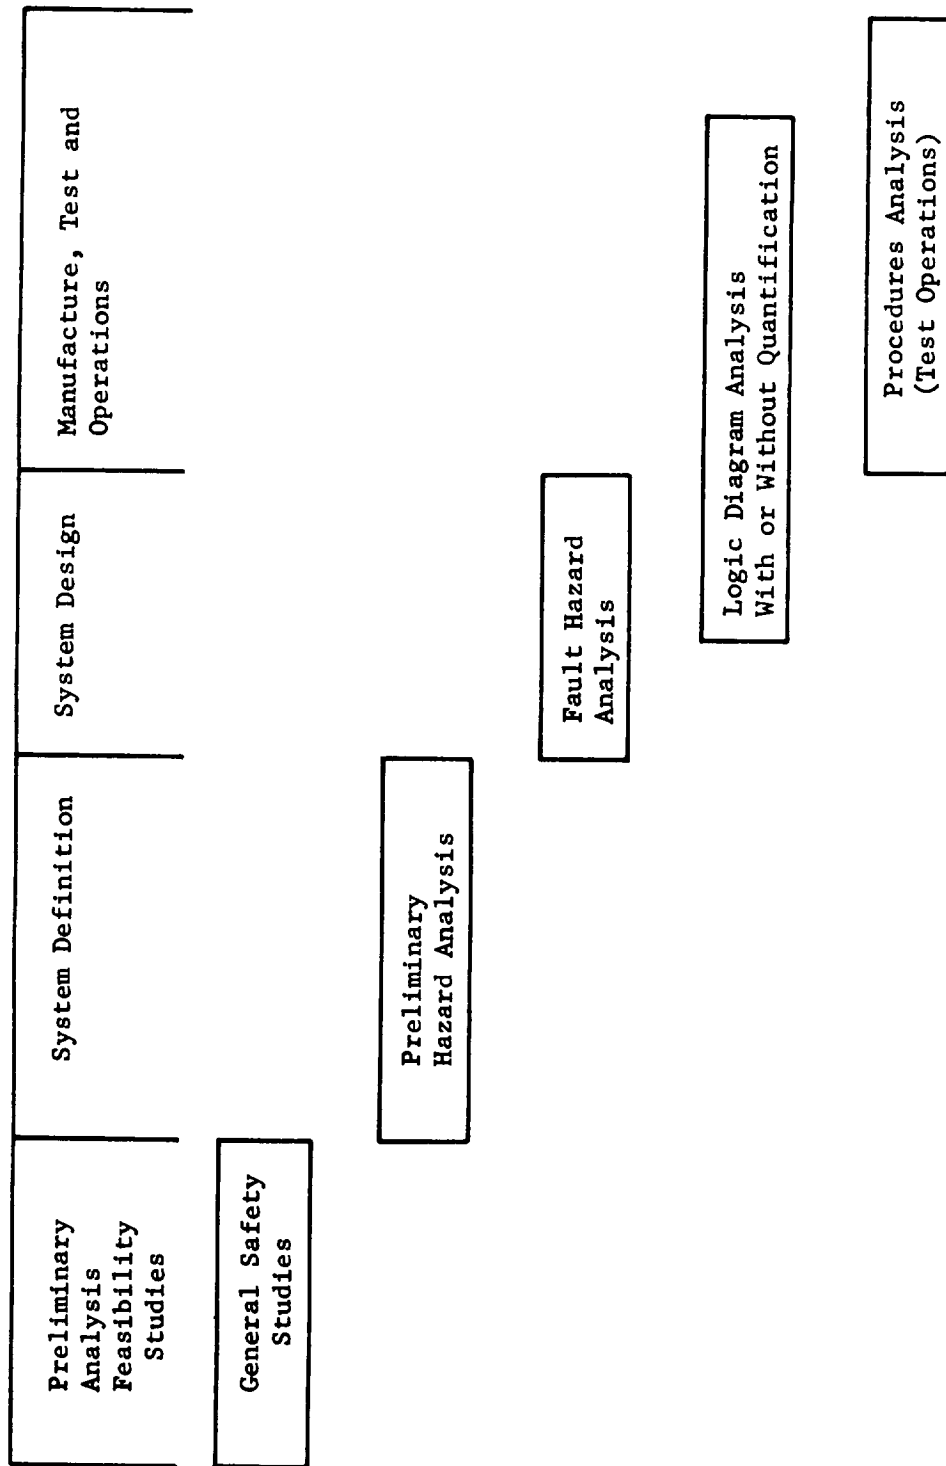 Preliminary
Analysis
Feasibility
Studies
System Definition
System Design
Manufacture, Test and
Operations
General Safety
Studies
Preliminary
Hazard Analysis
Fault Hazard
Analysis
Logic Diagram Analysis
With or Without Quantification
Procedures Analysis
(Test Operations)